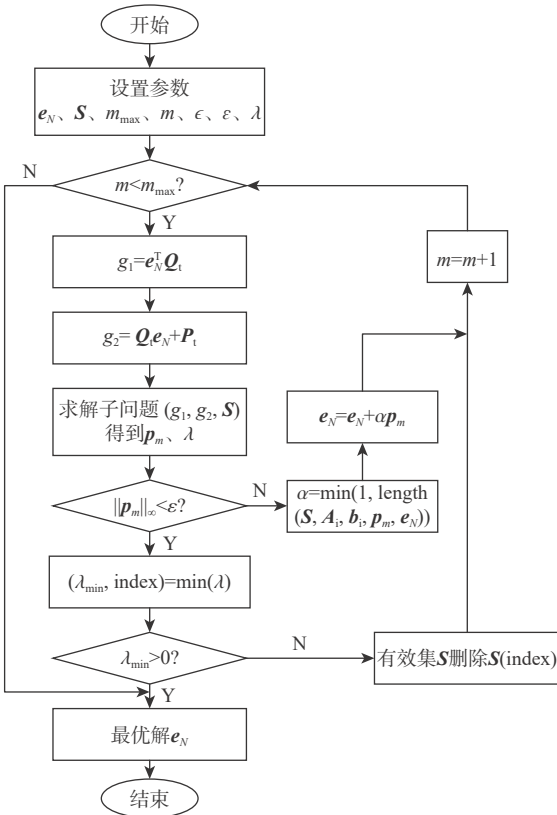 开始
设置参数
e_N、S、m_max、m、ϵ、ε、λ
N
m<m_max?
Y
g_1=e_N^T Q_t
m=m+1
g_2= Q_t e_N+P_t
求解子问题 (g_1, g_2, S)
得到p_m、λ
e_N=e_N+αp_m
||p_m||_∞<ε?
N
α=min(1, length
(S, A_i, b_i, p_m, e_N))
Y
(λ_min, index)=min(λ)
λ_min>0?
N
有效集S删除S(index)
Y
最优解e_N
结束